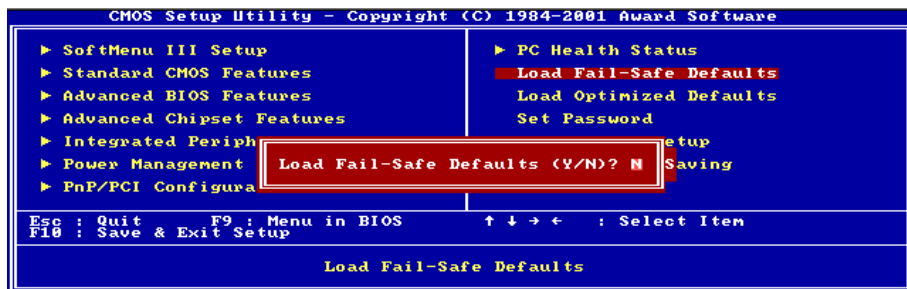 CMOS Setup Utility - Copyright (C) 1984-2001 Award Software
▶ SoftMenu III Setup
▶ Standard CMOS Features
▶ Advanced BIOS Features
▶ Advanced Chipset Features
▶ Integrated Periph
▶ Power Management
▶ PnP/PCI Configura
▶ PC Health Status
Load Fail-Safe Defaults
Load Optimized Defaults
Set Password
etup
Saving
Load Fail-Safe Defaults (Y/N)? N
Esc : Quit F9 : Menu in BIOS ↑ ↓ → ← : Select Item
F10 : Save & Exit Setup
Load Fail-Safe Defaults